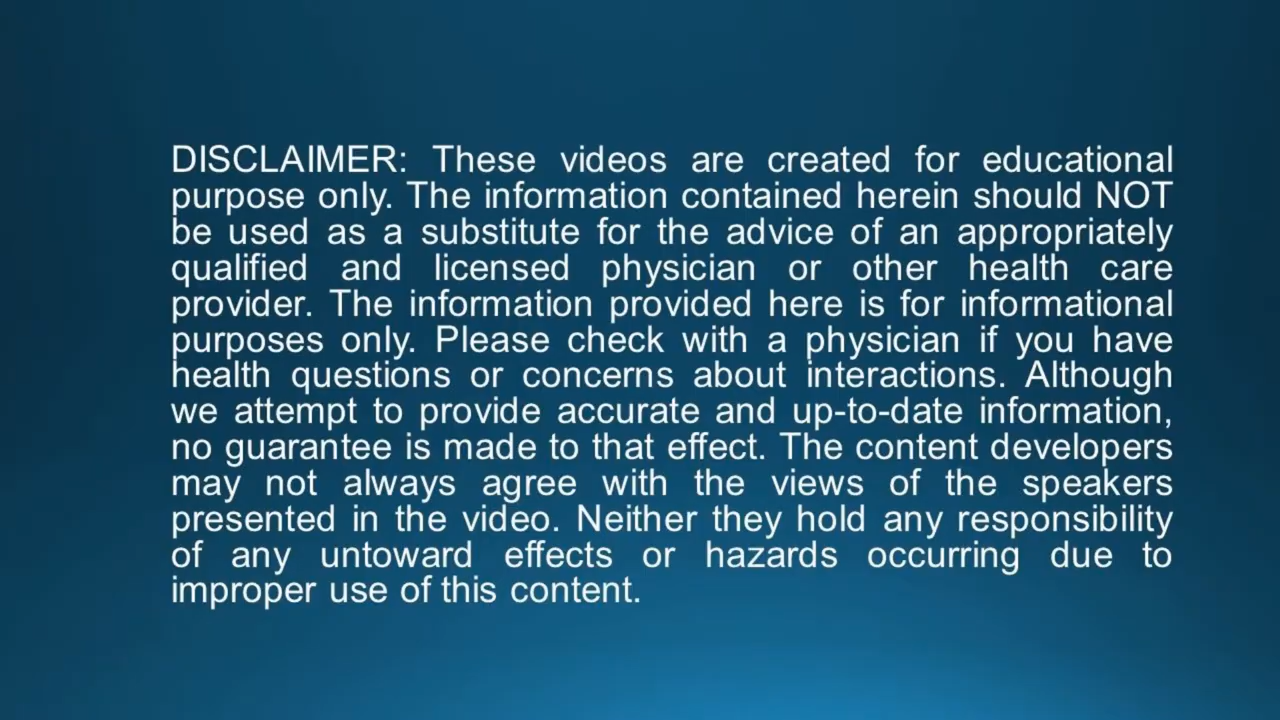 DISCLAIMER: These videos are created for educational
purpose only. The information contained herein should NOT
be used as a substitute for the advice of an appropriately
qualified and licensed physician or other health care
provider. The information provided here is for informational
purposes only. Please check with a physician if you have
health questions or concerns about interactions. Although
we attempt to provide accurate and up-to-date information,
no guarantee is made to that effect. The content developers
may not always agree with the views of the speakers
presented in the video. Neither they hold any responsibility
of any untoward effects or hazards occurring due to
improper use of this content.